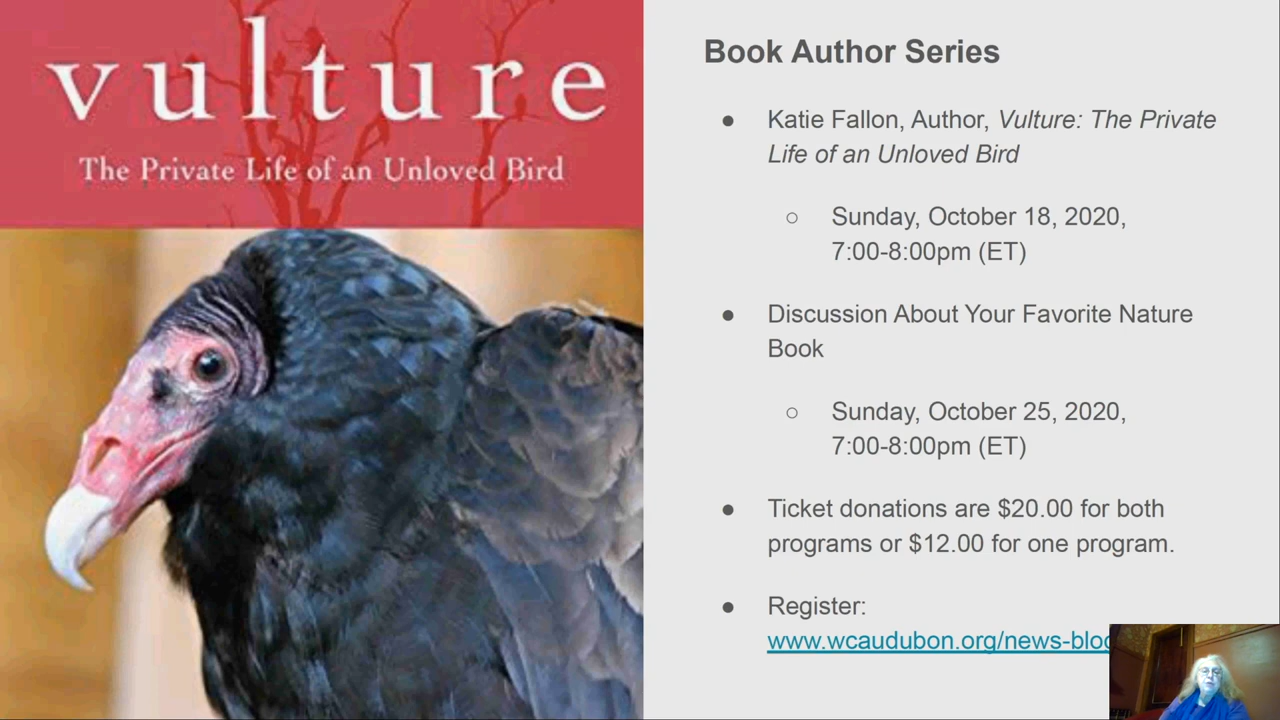 vulture
The Private Life of an Unloved Bird
Book Author Series
● Katie Fallon, Author, Vulture: The Private
Life of an Unloved Bird
○ Sunday, October 18, 2020,
7:00-8:00pm (ET)
● Discussion About Your Favorite Nature
Book
○ Sunday, October 25, 2020,
7:00-8:00pm (ET)
● Ticket donations are $20.00 for both
programs or $12.00 for one program.
● Register:
www.wcaudubon.org/news-blo